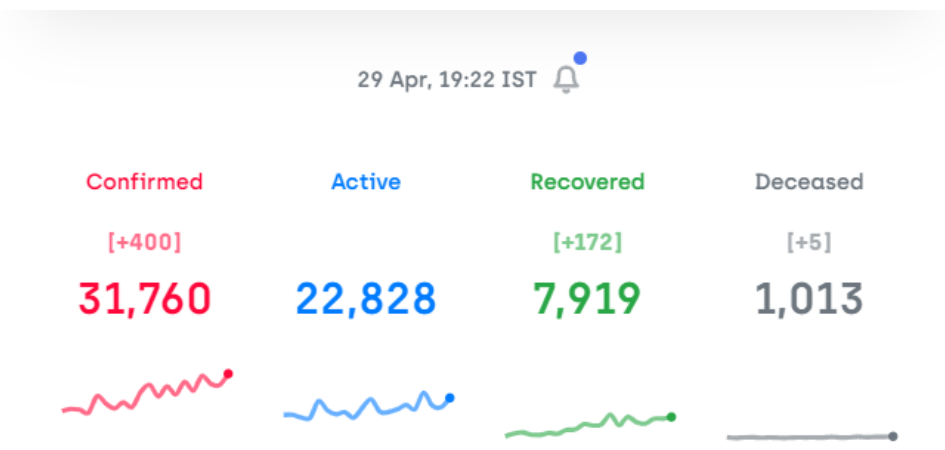 29 Apr, 19:22 IST
Confirmed Active Recovered Deceased
[+400] [+172] [+5]
31,760 22,828 7,919 1,013